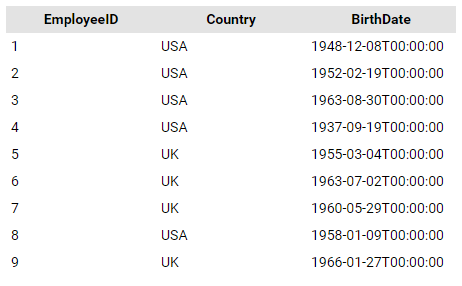 EmployeeID Country BirthDate
1 USA 1948-12-08T00:00:00
2 USA 1952-02-19T00:00:00
3 USA 1963-08-30T00:00:00
4 USA 1937-09-19T00:00:00
5 UK 1955-03-04T00:00:00
6 UK 1963-07-02T00:00:00
7 UK 1960-05-29T00:00:00
8 USA 1958-01-09T00:00:00
9 UK 1966-01-27T00:00:00